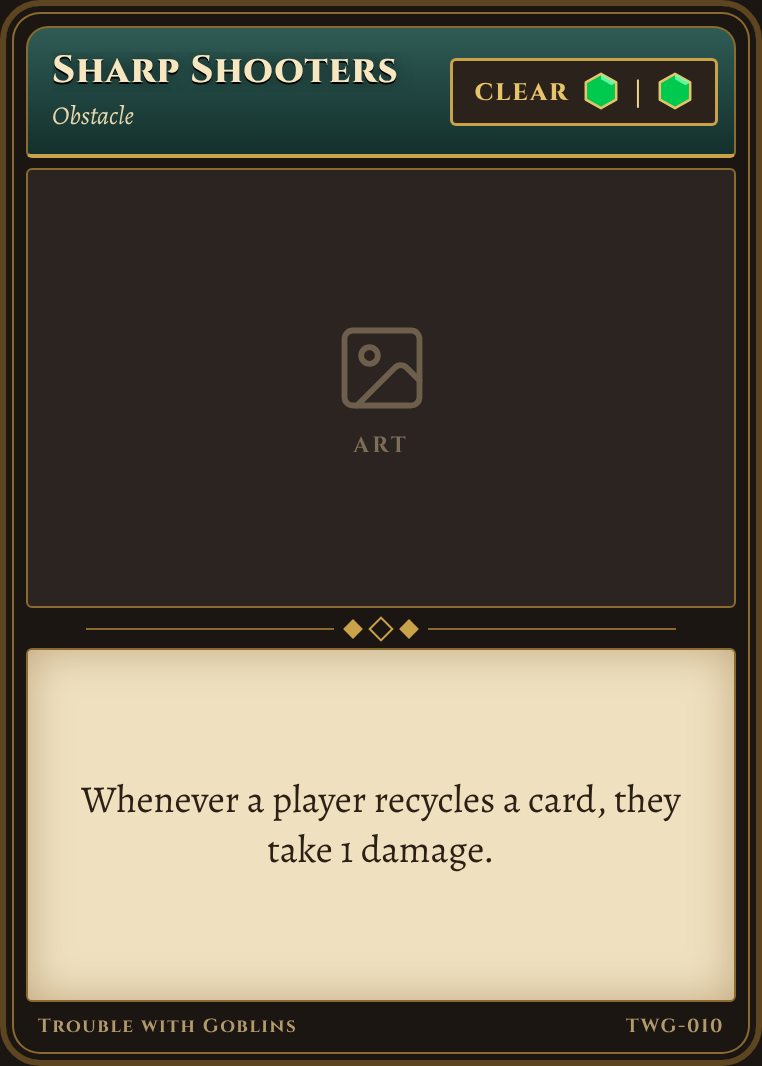 Sharp Shooters
Obstacle
CLEAR |
ART
Whenever a player recycles a card, they
take 1 damage.
Trouble with Goblins
TWG-010